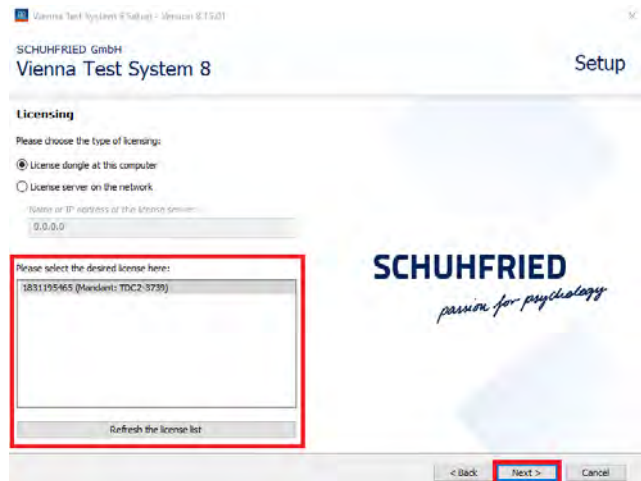 Vienna Test System 8 Setup - Version 8.15.01
SCHUHFRIED GmbH
Vienna Test System 8
Setup
Licensing
Please choose the type of licensing:
License dongle at this computer
License server on the network
Name or IP address of the license server:
0.0.0.0
Please select the desired license here:
1831195465 (Mandant: TDC2-3739)
Refresh the license list
SCHUHFRIED
passion for psychology
< Back
Next >
Cancel